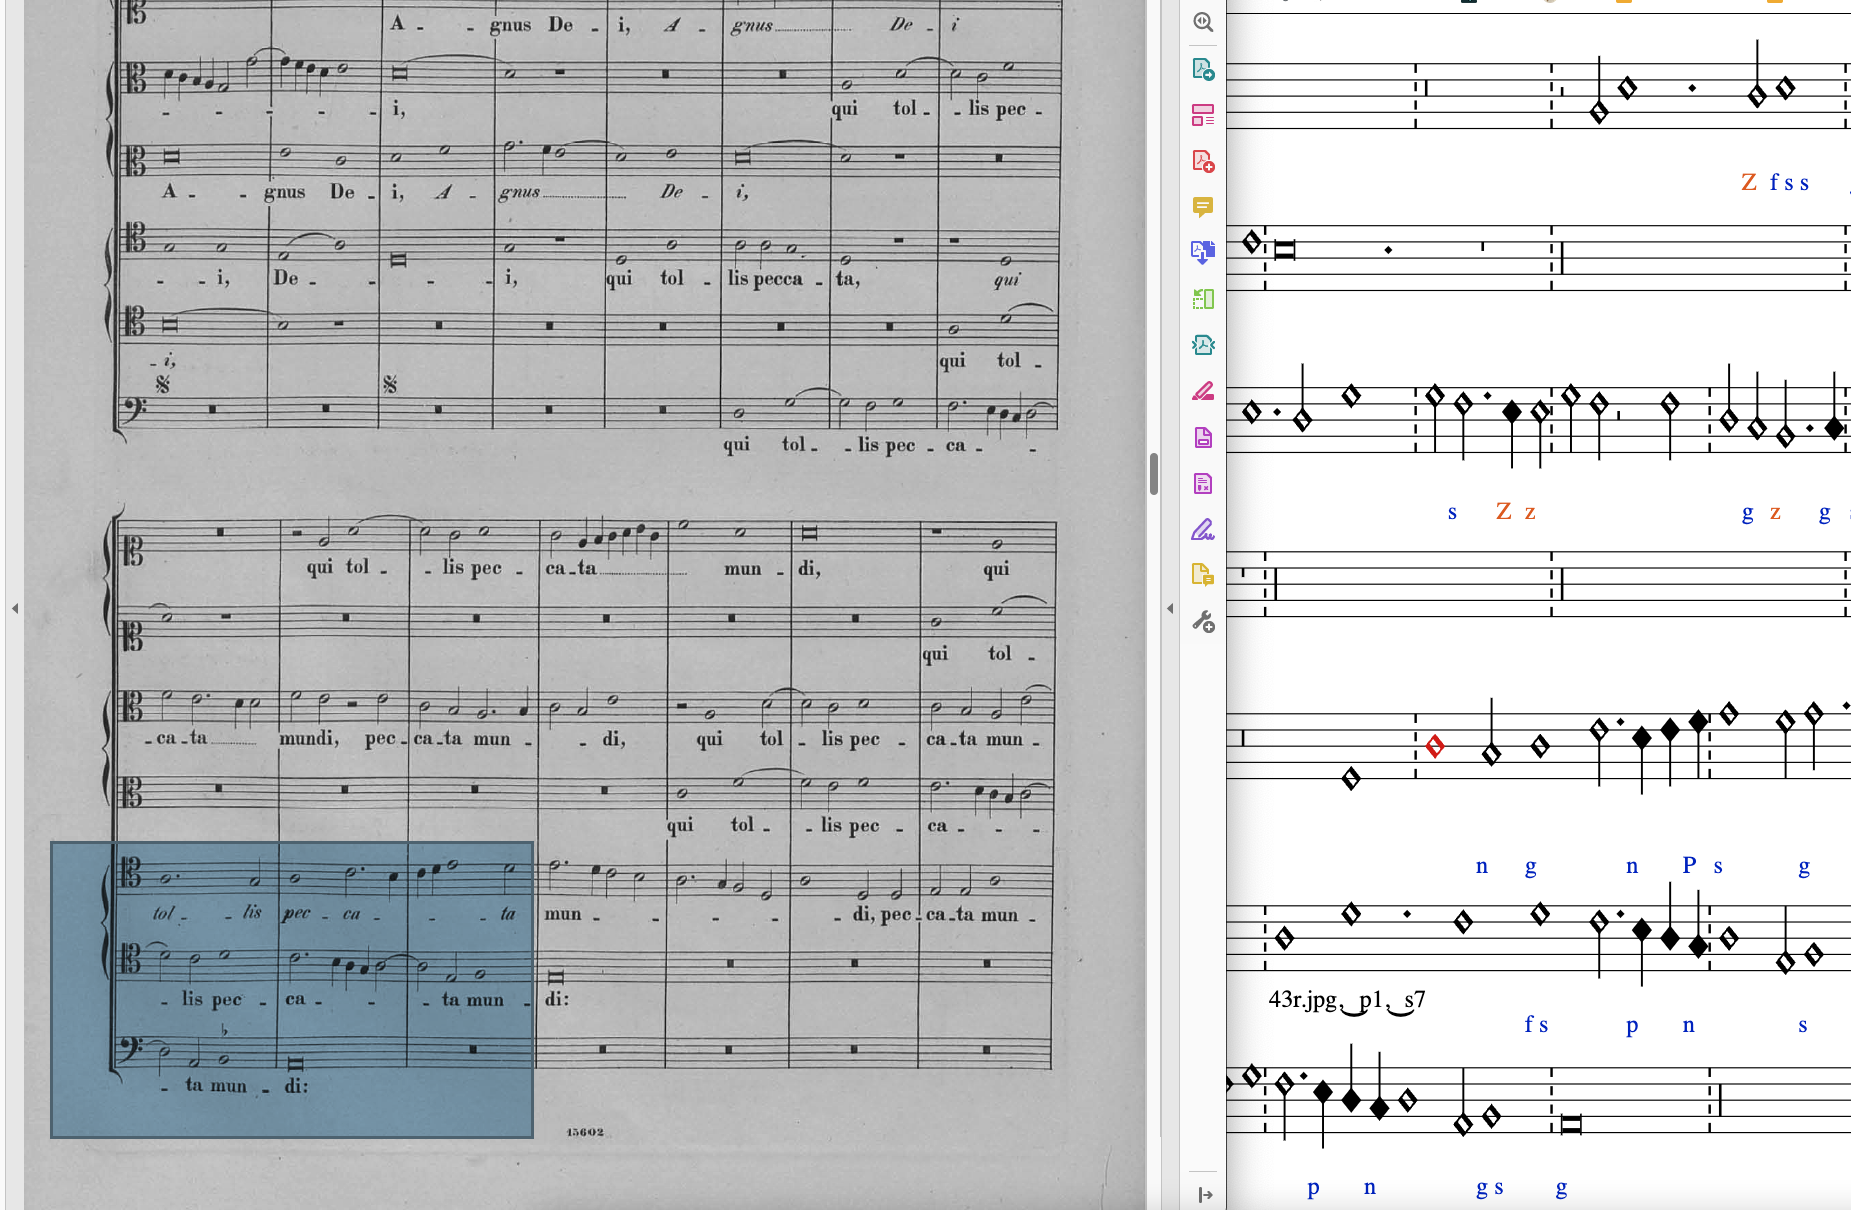 A - - gnus De - i, A - gnus De - i
- - - - - - i, qui tol - - lis pec -
A - - gnus De - i, A - gnus De - i,
- - i, De - - - - i, qui tol - lis pecca - ta, qui
- i, qui tol -
qui tol - - lis pec - ca - - -
qui tol - - lis pec - ca - ta mun - di, qui
qui tol -
- ca - ta mundi, pec - ca - ta mun - - di, qui tol - lis pec - ca - ta mun -
qui tol - - lis pec - ca - - -
tol - - lis pec - ca - - - ta mun - - - - - di, pec - ca - ta mun -
- lis pec - ca - - - - ta mun - di:
- ta mun - di:
15602
Z f s s
s Z z g z g
n g n P s g
43r.jpg, p1, s7
f s p n s
p n g s g